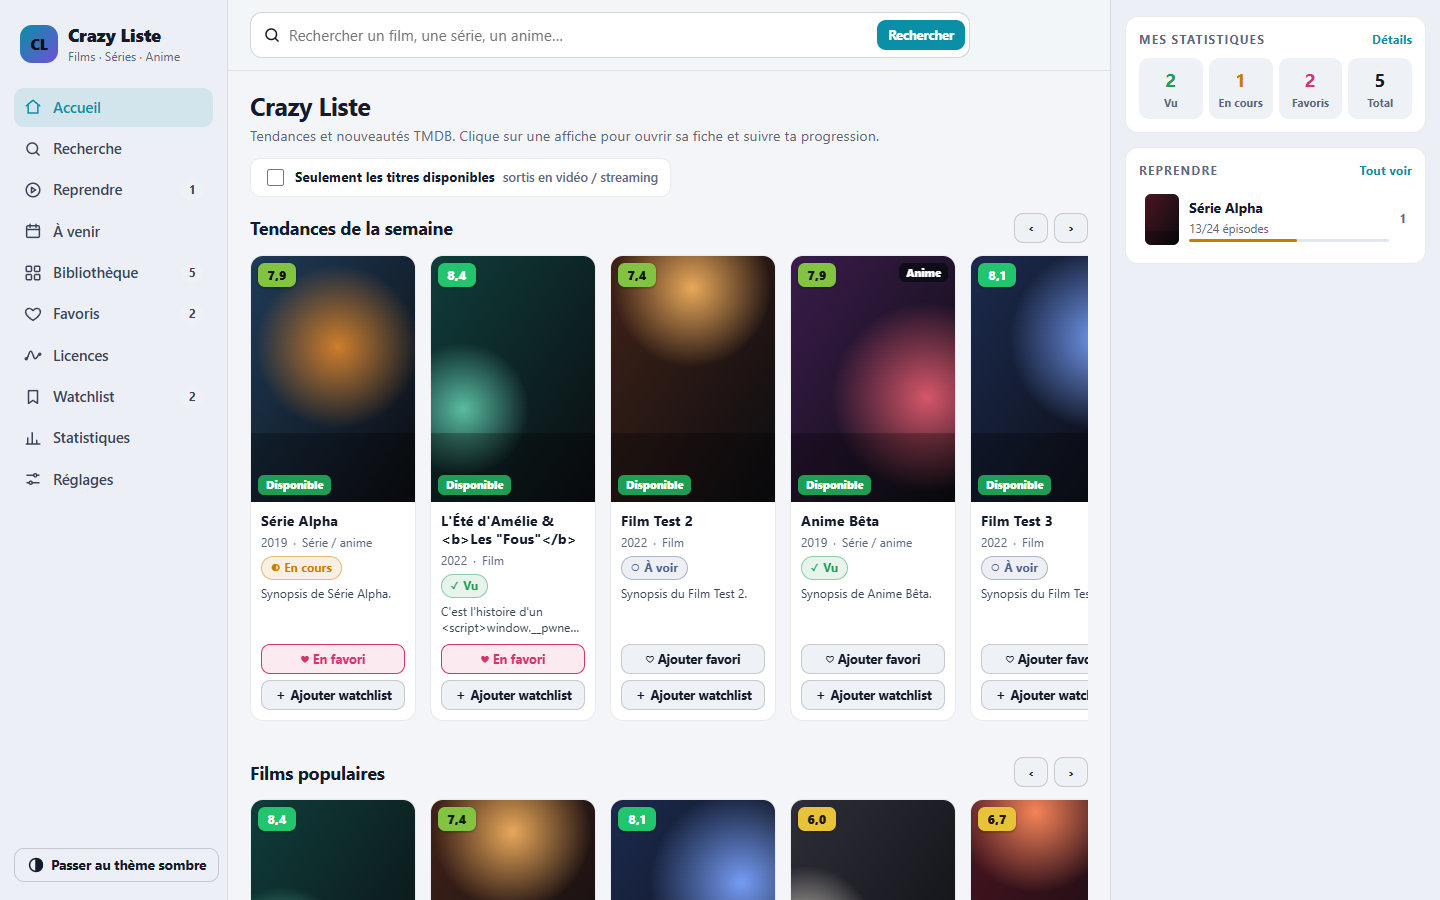 CL
Crazy Liste
Films · Séries · Anime
Accueil
Recherche
Reprendre 1
À venir
Bibliothèque 5
Favoris 2
Licences
Watchlist 2
Statistiques
Réglages
Passer au thème sombre
Rechercher un film, une série, un anime...
Rechercher
Crazy Liste
Tendances et nouveautés TMDB. Clique sur une affiche pour ouvrir sa fiche et suivre ta progression.
Seulement les titres disponibles sortis en vidéo / streaming
Tendances de la semaine
‹ ›
7,9
Disponible
Série Alpha
2019 · Série / anime
◐ En cours
Synopsis de Série Alpha.
♥ En favori
+ Ajouter watchlist
8,4
Disponible
L'Été d'Amélie &
<b>Les "Fous"</b>
2022 · Film
✓ Vu
C'est l'histoire d'un
<script>window.__pwne...
♥ En favori
+ Ajouter watchlist
7,4
Disponible
Film Test 2
2022 · Film
○ À voir
Synopsis du Film Test 2.
♡ Ajouter favori
+ Ajouter watchlist
7,9
Anime
Disponible
Anime Bêta
2019 · Série / anime
✓ Vu
Synopsis de Anime Bêta.
♡ Ajouter favori
+ Ajouter watchlist
8,1
Disponible
Film Test 3
2022 · Film
○ À voir
Synopsis du Film Tes
♡ Ajouter favo
+ Ajouter watchl
Films populaires
‹ ›
8,4
7,4
8,1
6,0
6,7
MES STATISTIQUES
Détails
2
Vu
1
En cours
2
Favoris
5
Total
REPRENDRE
Tout voir
Série Alpha
13/24 épisodes
1